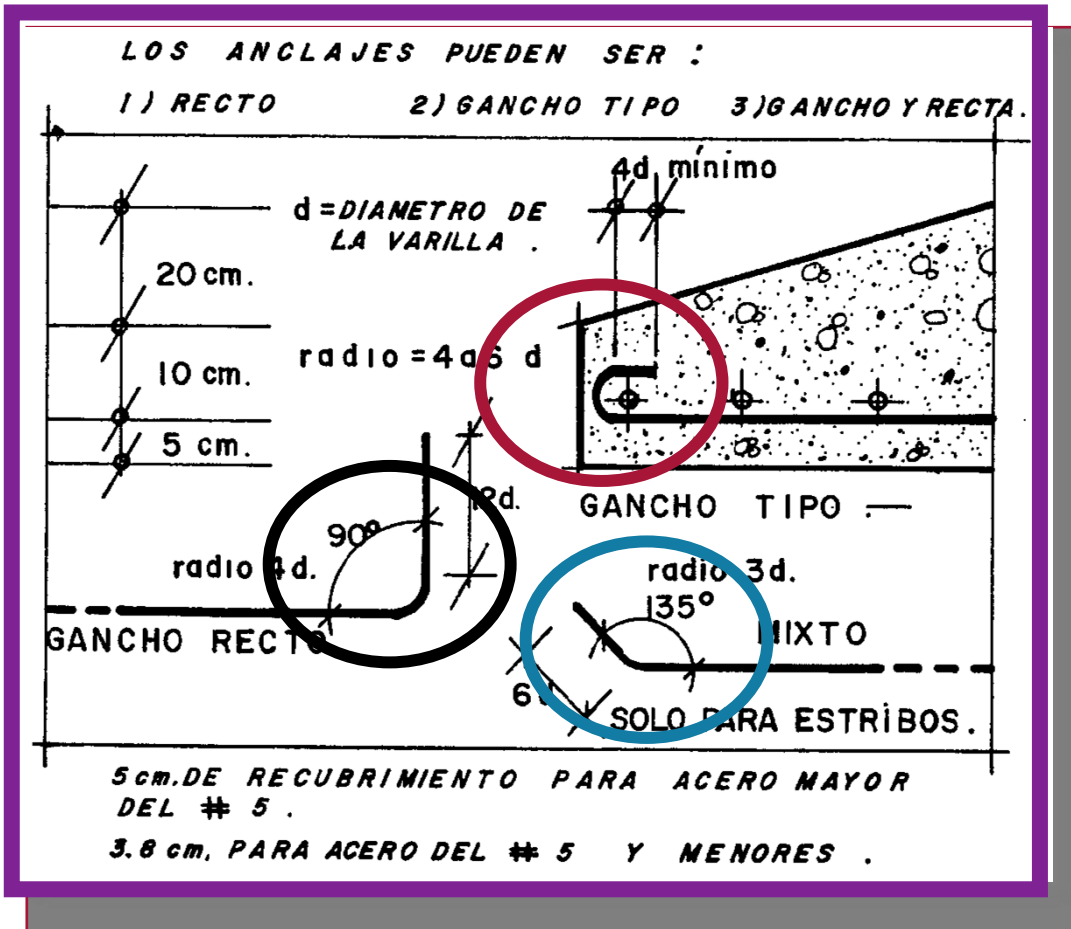 LOS ANCLAJES PUEDEN SER :
1) RECTO 2) GANCHO TIPO 3) GANCHO Y RECTA.
4d mínimo
d = DIAMETRO DE
LA VARILLA .
20 cm.
radio = 4 a 6 d
10 cm.
5 cm.
12d.
GANCHO TIPO .—
90°
radio 4d.
radio 3d.
135°
GANCHO RECTO
MIXTO
6d
SOLO PARA ESTRIBOS.
5 cm. DE RECUBRIMIENTO PARA ACERO MAYOR
DEL # 5 .
3.8 cm, PARA ACERO DEL # 5 Y MENORES .